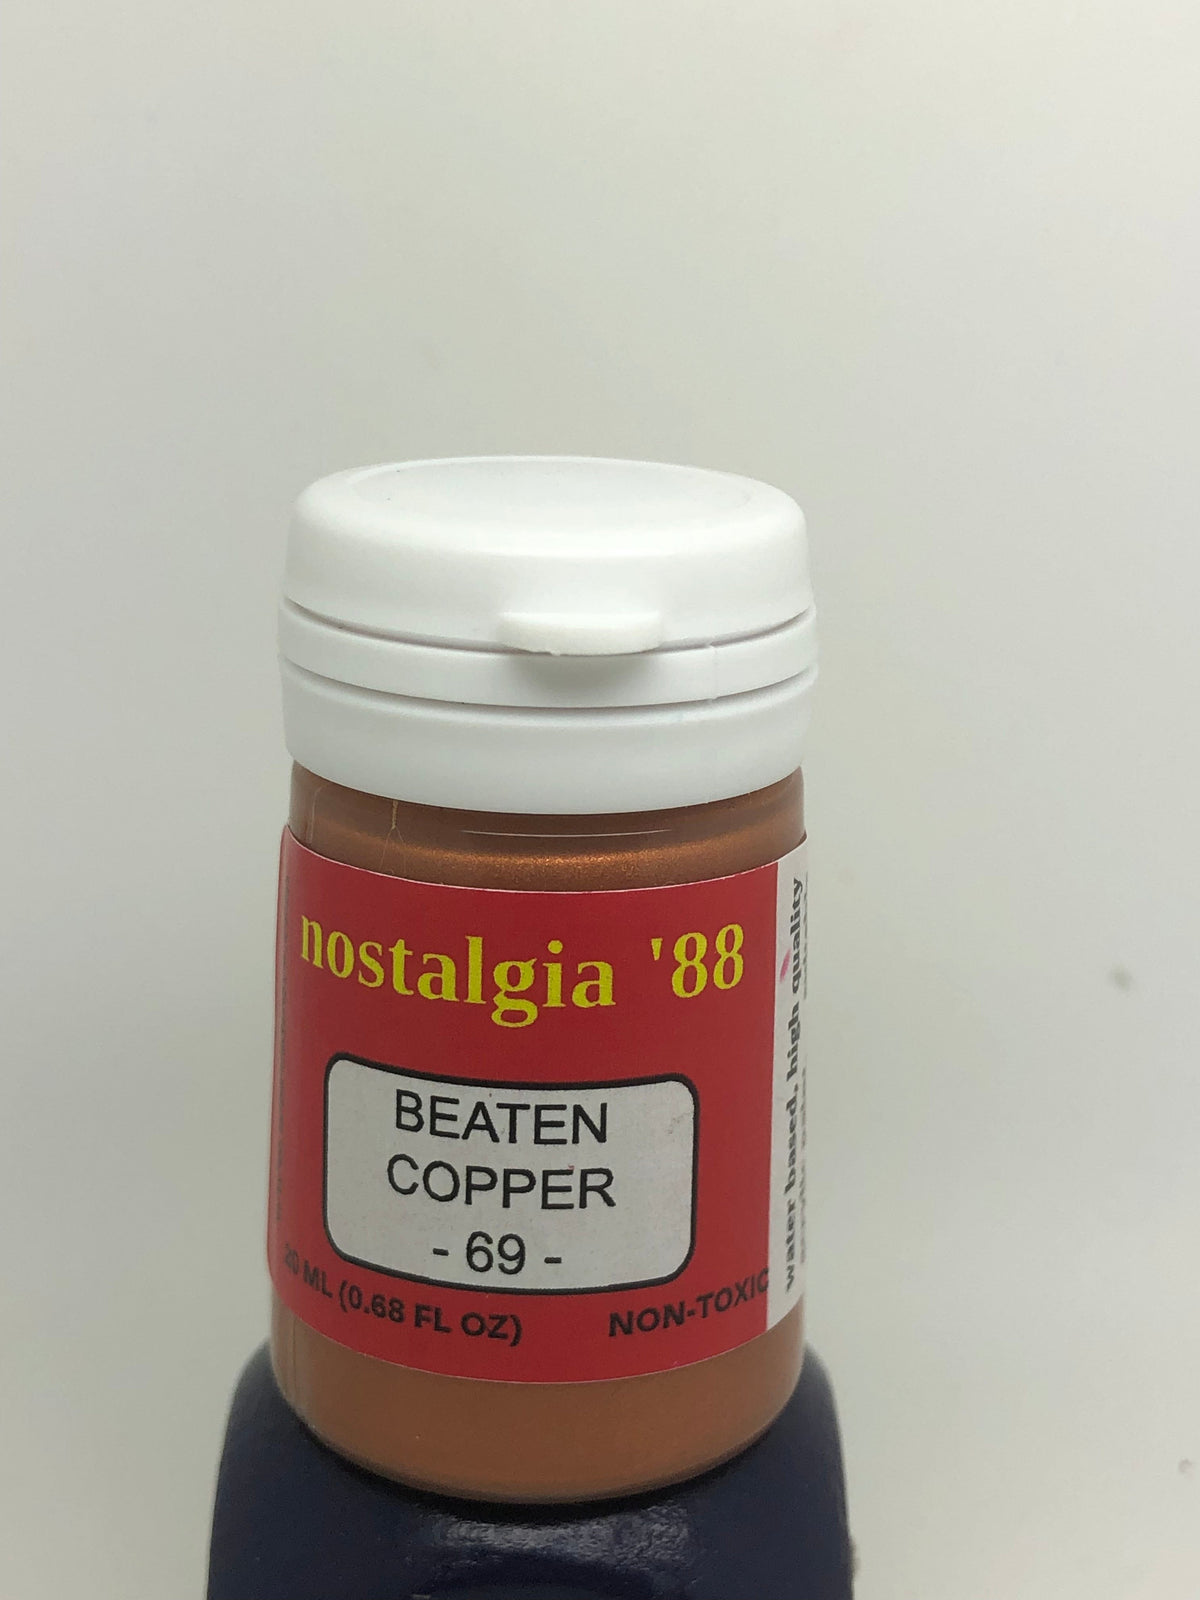 nostalgia '88
BEATEN
COPPER
- 69 -
20 ML (0.68 FL OZ)
NON-TOXIC
water based, high quality